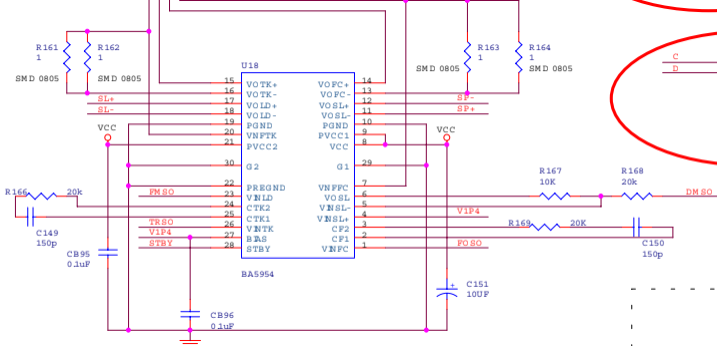 R161
1
R162
1
SMD 0805
SMD 0805
R163
1
R164
1
SMD 0805
SMD 0805
C
D
U18
15 VOTK+ VOFC+ 14
16 VOTK- VOFC- 13
SL+ 17 VOLD+ VOSL+ 12 SP-
SL- 18 VOLD- VOSL- 11 SP+
19 PGND PGND 10
20 VNFTK PVCC1 9
21 PVCC2 VCC 8
VCC
VCC
30 G2 G1 29
22 PREGND VNFFC 7
FMSO 23 VINLD VOSL 6
24 CTK2 VINSL- 5
25 CTK1 VINSL+ 4 V1P4
TRSO 26 VINTK CF2 3
V1P4 27 BIAS CF1 2
STBY 28 STBY VINFC 1 FOSO
BA5954
R166 20k
C149
150p
CB95
0.1uF
CB96
0.1uF
R167
10K
R168
20k
DMSO
R169 20K
C150
150p
C151
10UF
+